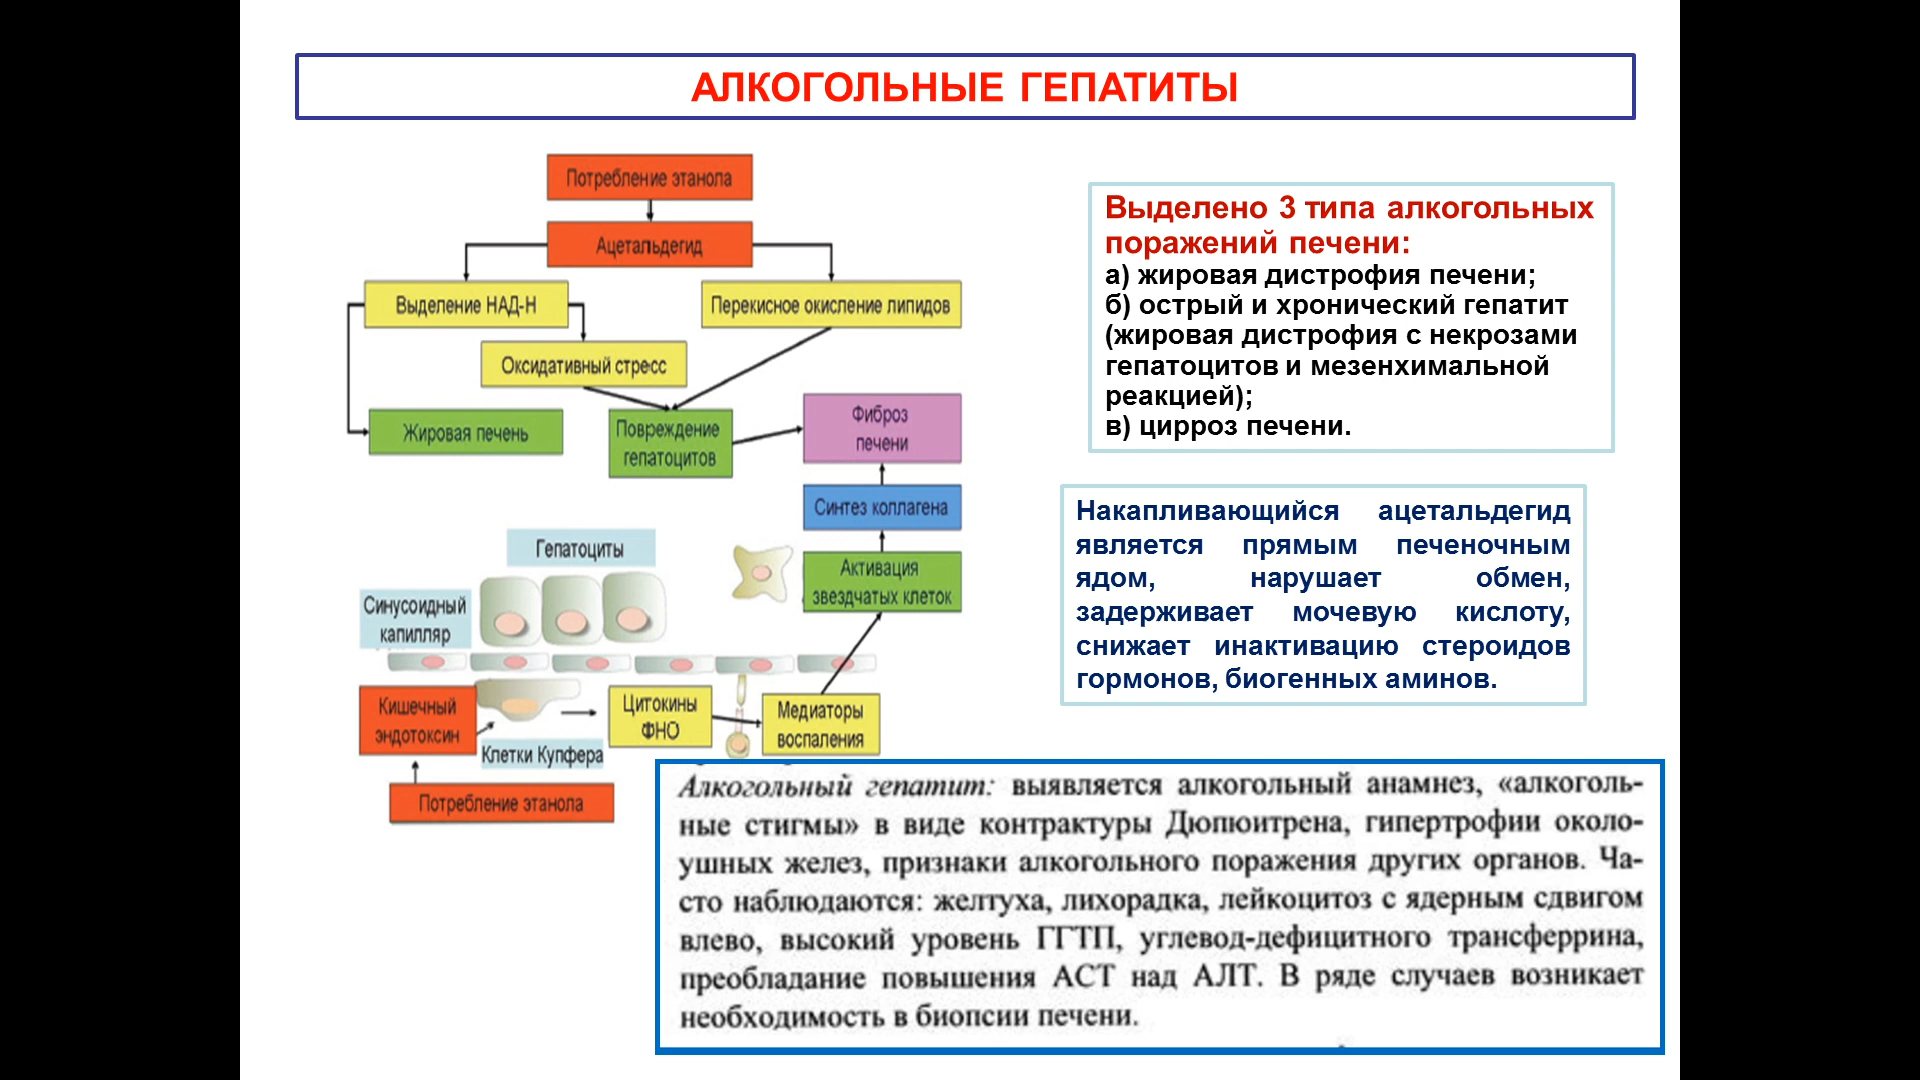 АЛКОГОЛЬНЫЕ ГЕПАТИТЫ
Потребление этанола
Ацетальдегид
Выделение НАД-Н
Перекисное окисление липидов
Оксидативный стресс
Жировая печень
Повреждение
гепатоцитов
Фиброз
печени
Синтез коллагена
Активация
звездчатых клеток
Гепатоциты
Синусоидный
капилляр
Кишечный
эндотоксин
Клетки Купфера
Цитокины
ФНО
Медиаторы
воспаления
Потребление этанола
Выделено 3 типа алкогольных
поражений печени:
а) жировая дистрофия печени;
б) острый и хронический гепатит
(жировая дистрофия с некрозами
гепатоцитов и мезенхимальной
реакцией);
в) цирроз печени.
Накапливающийся ацетальдегид
является прямым печеночным
ядом, нарушает обмен,
задерживает мочевую кислоту,
снижает инактивацию стероидов
гормонов, биогенных аминов.
Алкогольный гепатит: выявляется алкогольный анамнез, «алкоголь-
ные стигмы» в виде контрактуры Дюпюитрена, гипертрофии около-
ушных желез, признаки алкогольного поражения других органов. Ча-
сто наблюдаются: желтуха, лихорадка, лейкоцитоз с ядерным сдвигом
влево, высокий уровень ГГТП, углевод-дефицитного трансферрина,
преобладание повышения АСТ над АЛТ. В ряде случаев возникает
необходимость в биопсии печени.